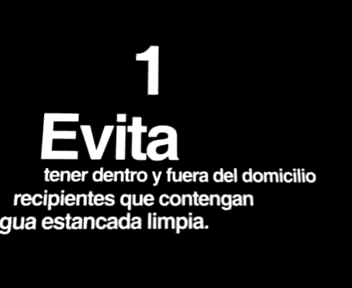 1
Evita
tener dentro y fuera del domicilio
recipientes que contengan
gua estancada limpia.